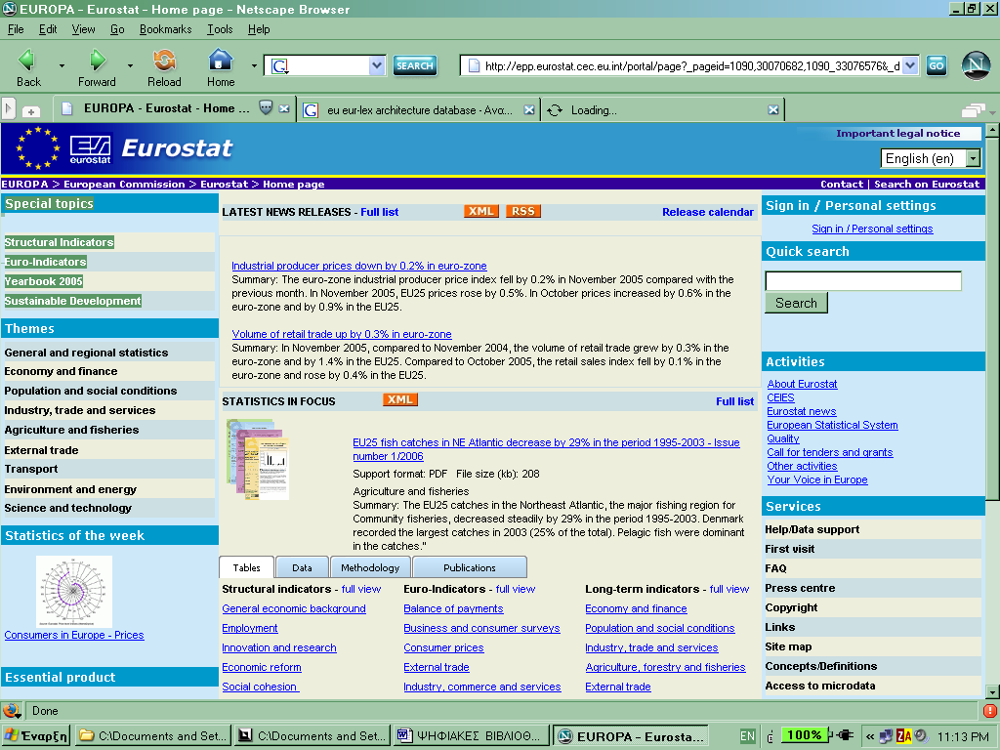 EUROPA - Eurostat - Home page - Netscape Browser
File Edit View Go Bookmarks Tools Help
Back Forward Reload Home
SEARCH
http://epp.eurostat.cec.eu.int/portal/page?_pageid=1090,30070682,1090_33076576&_d
GO
EUROPA - Eurostat - Home ...
eu eur-lex architecture database - Ανα...
Loading...
eurostat
Eurostat
Important legal notice
English (en)
EUROPA > European Commission > Eurostat > Home page
Contact | Search on Eurostat
Special topics
Structural Indicators
Euro-Indicators
Yearbook 2005
Sustainable Development
Themes
General and regional statistics
Economy and finance
Population and social conditions
Industry, trade and services
Agriculture and fisheries
External trade
Transport
Environment and energy
Science and technology
Statistics of the week
Consumers in Europe - Prices
Essential product
LATEST NEWS RELEASES - Full list
XML RSS
Release calendar
Industrial producer prices down by 0.2% in euro-zone
Summary: The euro-zone industrial producer price index fell by 0.2% in November 2005 compared with the
previous month. In November 2005, EU25 prices rose by 0.5%. In October prices increased by 0.6% in the
euro-zone and by 0.9% in the EU25.
Volume of retail trade up by 0.3% in euro-zone
Summary: In November 2005, compared to November 2004, the volume of retail trade grew by 0.3% in the
euro-zone and by 1.4% in the EU25. Compared to October 2005, the retail sales index fell by 0.1% in the
euro-zone and rose by 0.4% in the EU25.
STATISTICS IN FOCUS
XML
Full list
EU25 fish catches in NE Atlantic decrease by 29% in the period 1995-2003 - Issue
number 1/2006
Support format: PDF File size (kb): 208
Agriculture and fisheries
Summary: The EU25 catches in the Northeast Atlantic, the major fishing region for
Community fisheries, decreased steadily by 29% in the period 1995-2003. Denmark
recorded the largest catches in 2003 (25% of the total). Pelagic fish were dominant
in the catches."
Tables Data Methodology Publications
Structural indicators - full view
General economic background
Employment
Innovation and research
Economic reform
Social cohesion
Euro-Indicators - full view
Balance of payments
Business and consumer surveys
Consumer prices
External trade
Industry, commerce and services
Long-term indicators - full view
Economy and finance
Population and social conditions
Industry, trade and services
Agriculture, forestry and fisheries
External trade
Sign in / Personal settings
Sign in / Personal settings
Quick search
Search
Activities
About Eurostat
CEIES
Eurostat news
European Statistical System
Quality
Call for tenders and grants
Other activities
Your Voice in Europe
Services
Help/Data support
First visit
FAQ
Press centre
Copyright
Links
Site map
Concepts/Definitions
Access to microdata
Done
Έναρξη
C:\Documents and Set...
C:\Documents and Set...
ΨΗΦΙΑΚΕΣ ΒΙΒΛΙΟΘ...
EUROPA - Eurosta...
EN
100%
11:13 PM